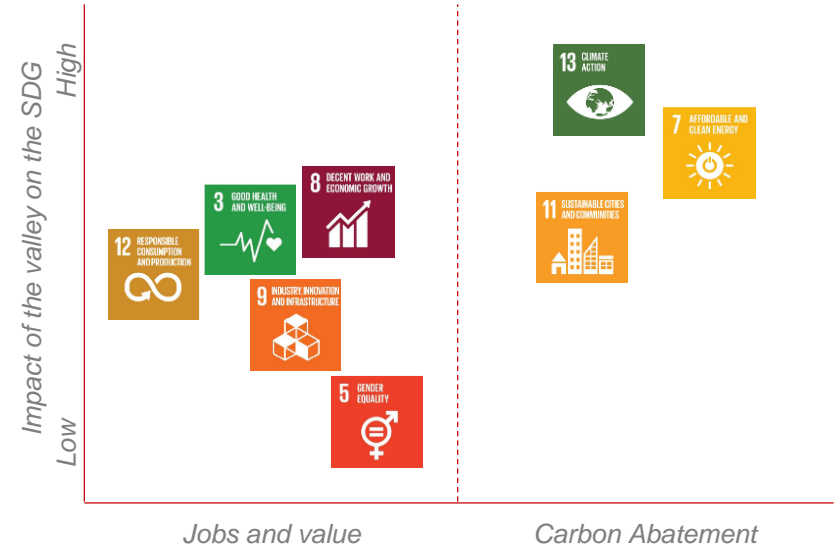 Impact of the valley on the SDG
High
Low
13 CLIMATE
ACTION
7 AFFORDABLE AND
CLEAN ENERGY
8 DECENT WORK AND
ECONOMIC GROWTH
3 GOOD HEALTH
AND WELL-BEING
11 SUSTAINABLE CITIES
AND COMMUNITIES
12 RESPONSIBLE
CONSUMPTION
AND PRODUCTION
9 INDUSTRY, INNOVATION
AND INFRASTRUCTURE
5 GENDER
EQUALITY
Jobs and value
Carbon Abatement